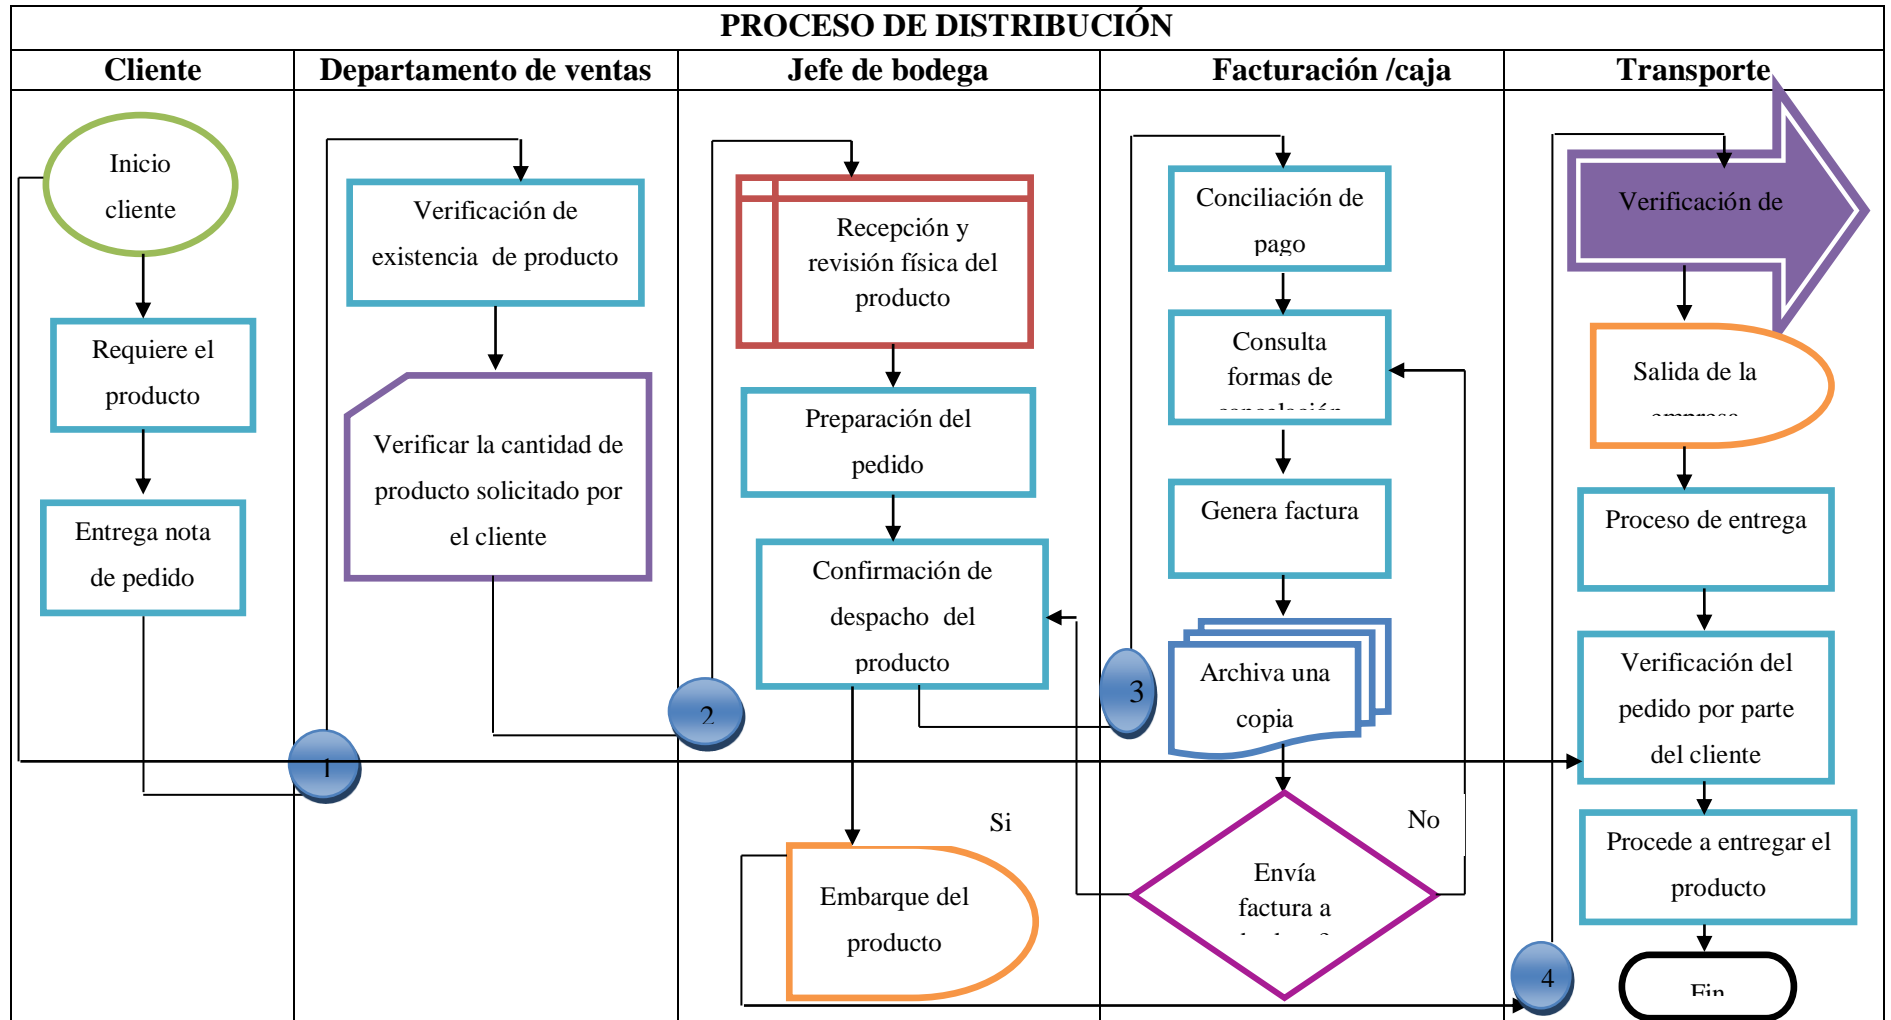 PROCESO DE DISTRIBUCIÓN
Cliente
Departamento de ventas
Jefe de bodega
Facturación /caja
Transporte
Inicio
cliente
Requiere el
producto
Entrega nota
de pedido
1
Verificación de
existencia de producto
Verificar la cantidad de
producto solicitado por
el cliente
2
Recepción y
revisión física del
producto
Preparación del
pedido
Confirmación de
despacho del
producto
Si
Embarque del
producto
3
Conciliación de
pago
Consulta
formas de
cancelación
Genera factura
Archiva una
copia
No
Envía
factura a
4
Verificación de
Salida de la
empresa
Proceso de entrega
Verificación del
pedido por parte
del cliente
Procede a entregar el
producto
Fin